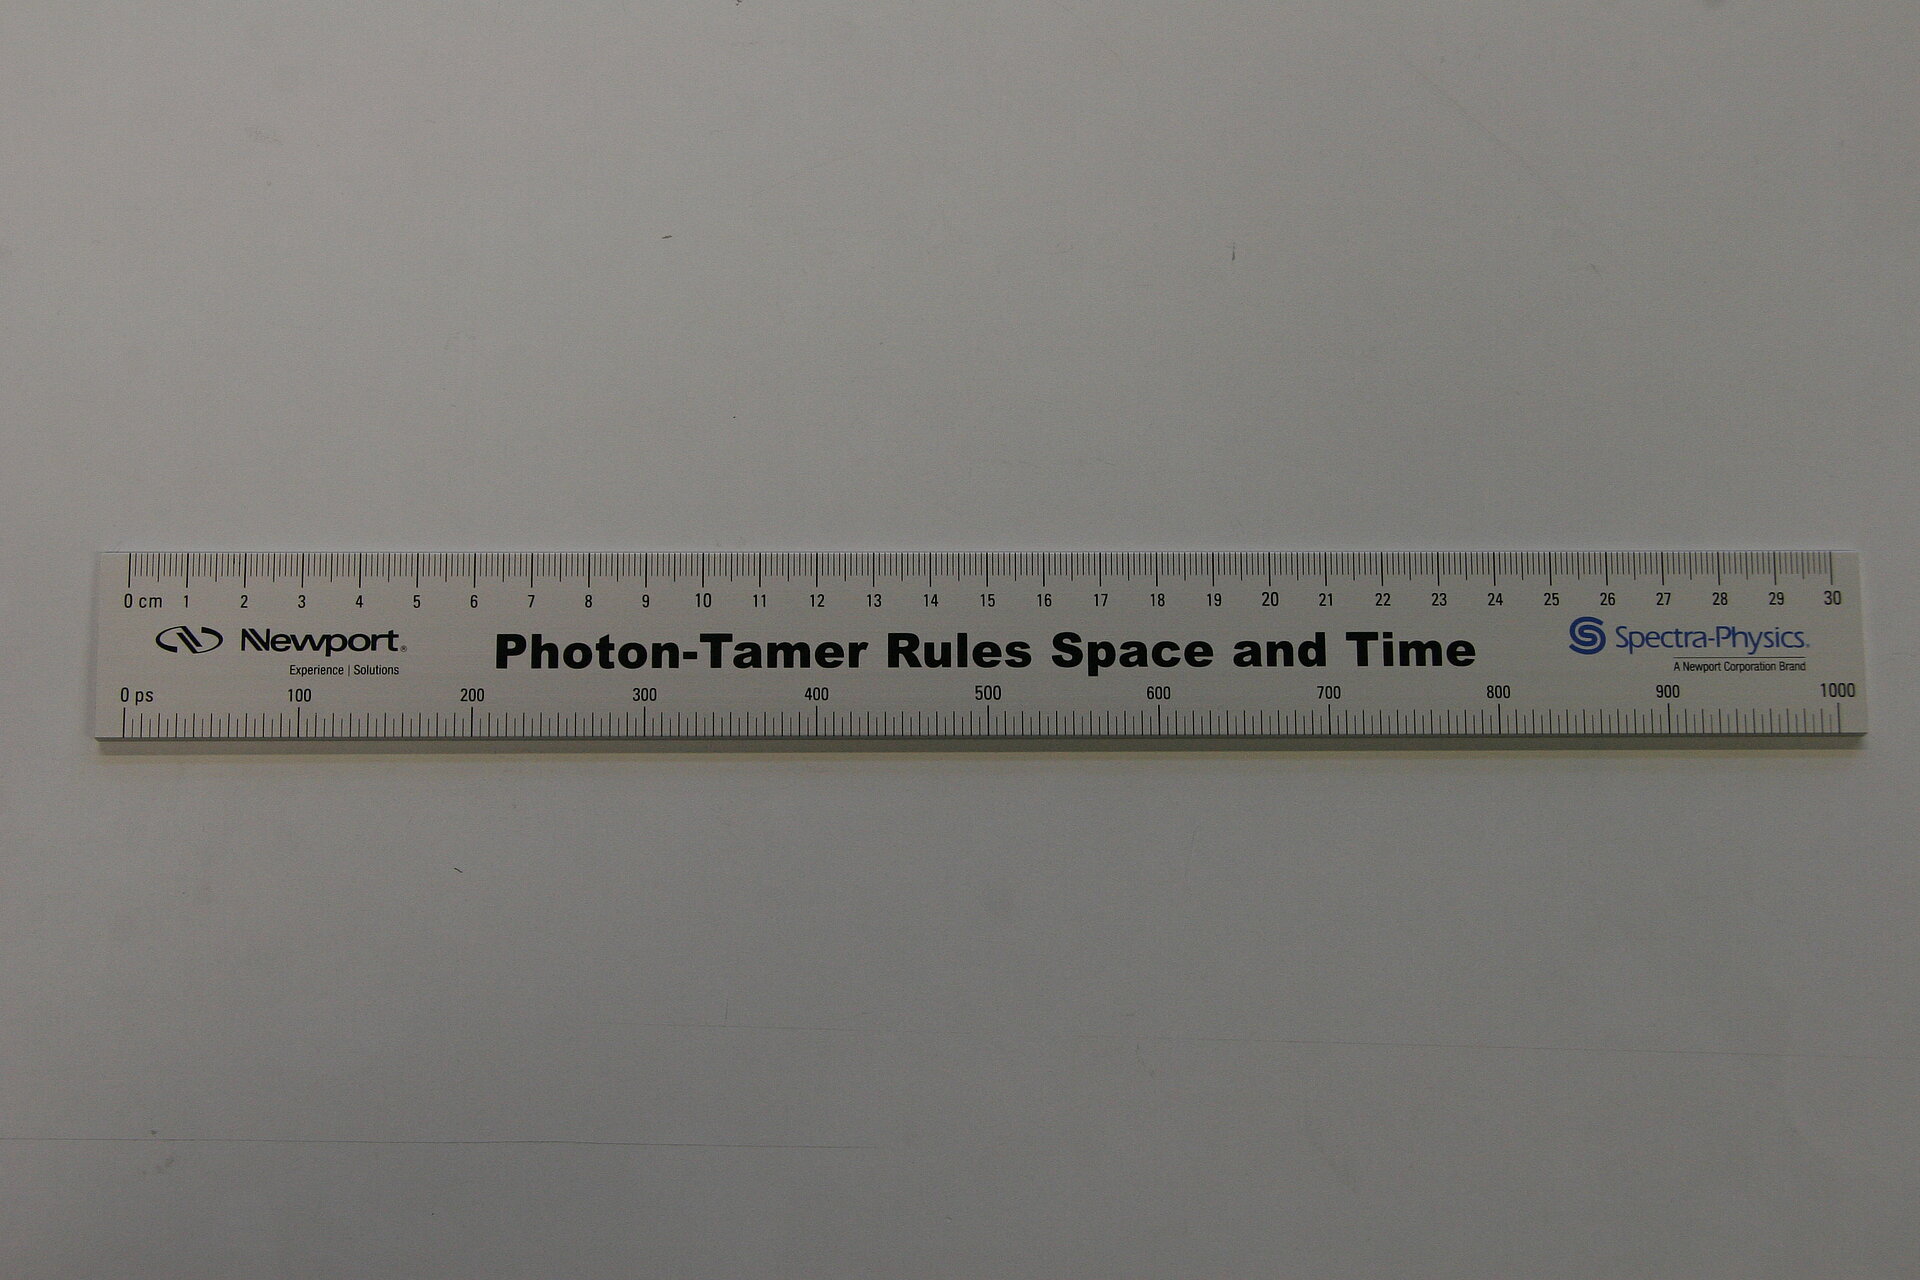 0 cm 1 2 3 4 5 6 7 8 9 10 11 12 13 14 15 16 17 18 19 20 21 22 23 24 25 26 27 28 29 30
Newport®
Experience | Solutions
Photon-Tamer Rules Space and Time
Spectra-Physics®
A Newport Corporation Brand
0 ps 100 200 300 400 500 600 700 800 900 1000